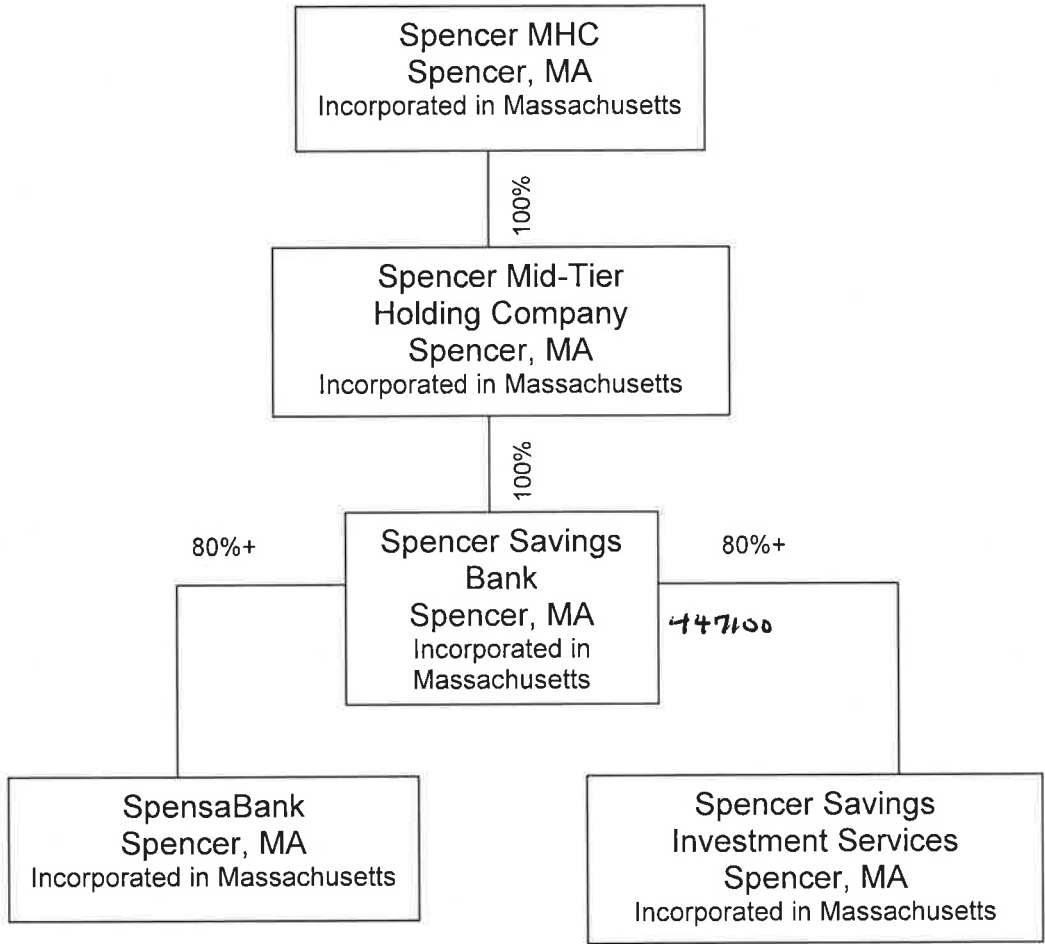 Spencer MHC
Spencer, MA
Incorporated in Massachusetts
100%
Spencer Mid-Tier
Holding Company
Spencer, MA
Incorporated in Massachusetts
100%
80%+
Spencer Savings
Bank
Spencer, MA
Incorporated in
Massachusetts
80%+
SpensaBank
Spencer, MA
Incorporated in Massachusetts
Spencer Savings
Investment Services
Spencer, MA
Incorporated in Massachusetts